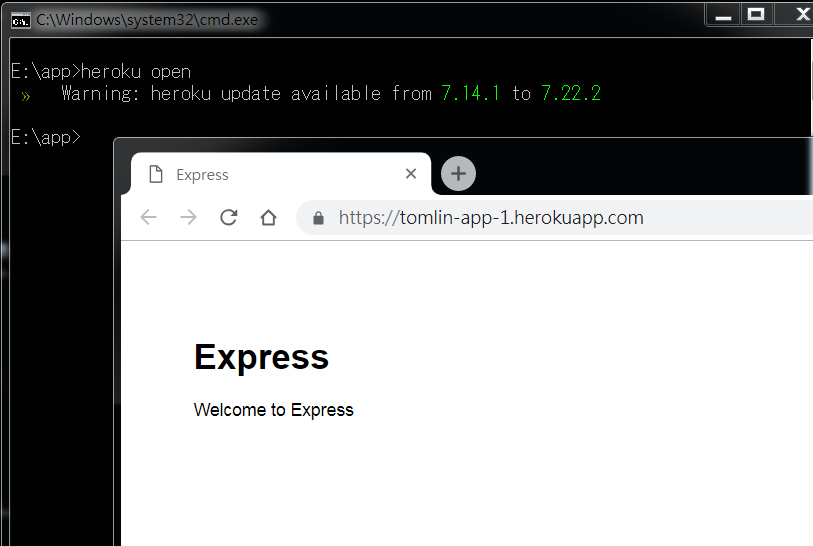 C:\Windows\system32\cmd.exe
E:\app>heroku open
» Warning: heroku update available from 7.14.1 to 7.22.2
E:\app>
Express
https://tomlin-app-1.herokuapp.com
Express
Welcome to Express